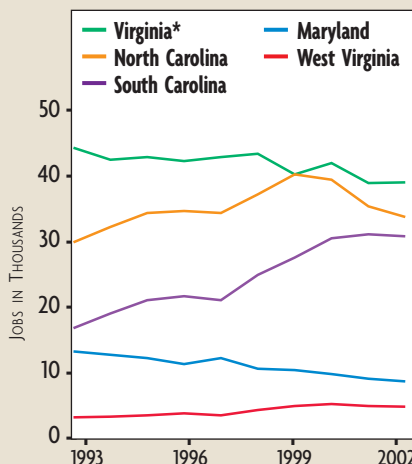 Virginia*
North Carolina
South Carolina
Maryland
West Virginia
JOBS IN THOUSANDS
50
40
30
20
10
0
1993 1996 1999 2002